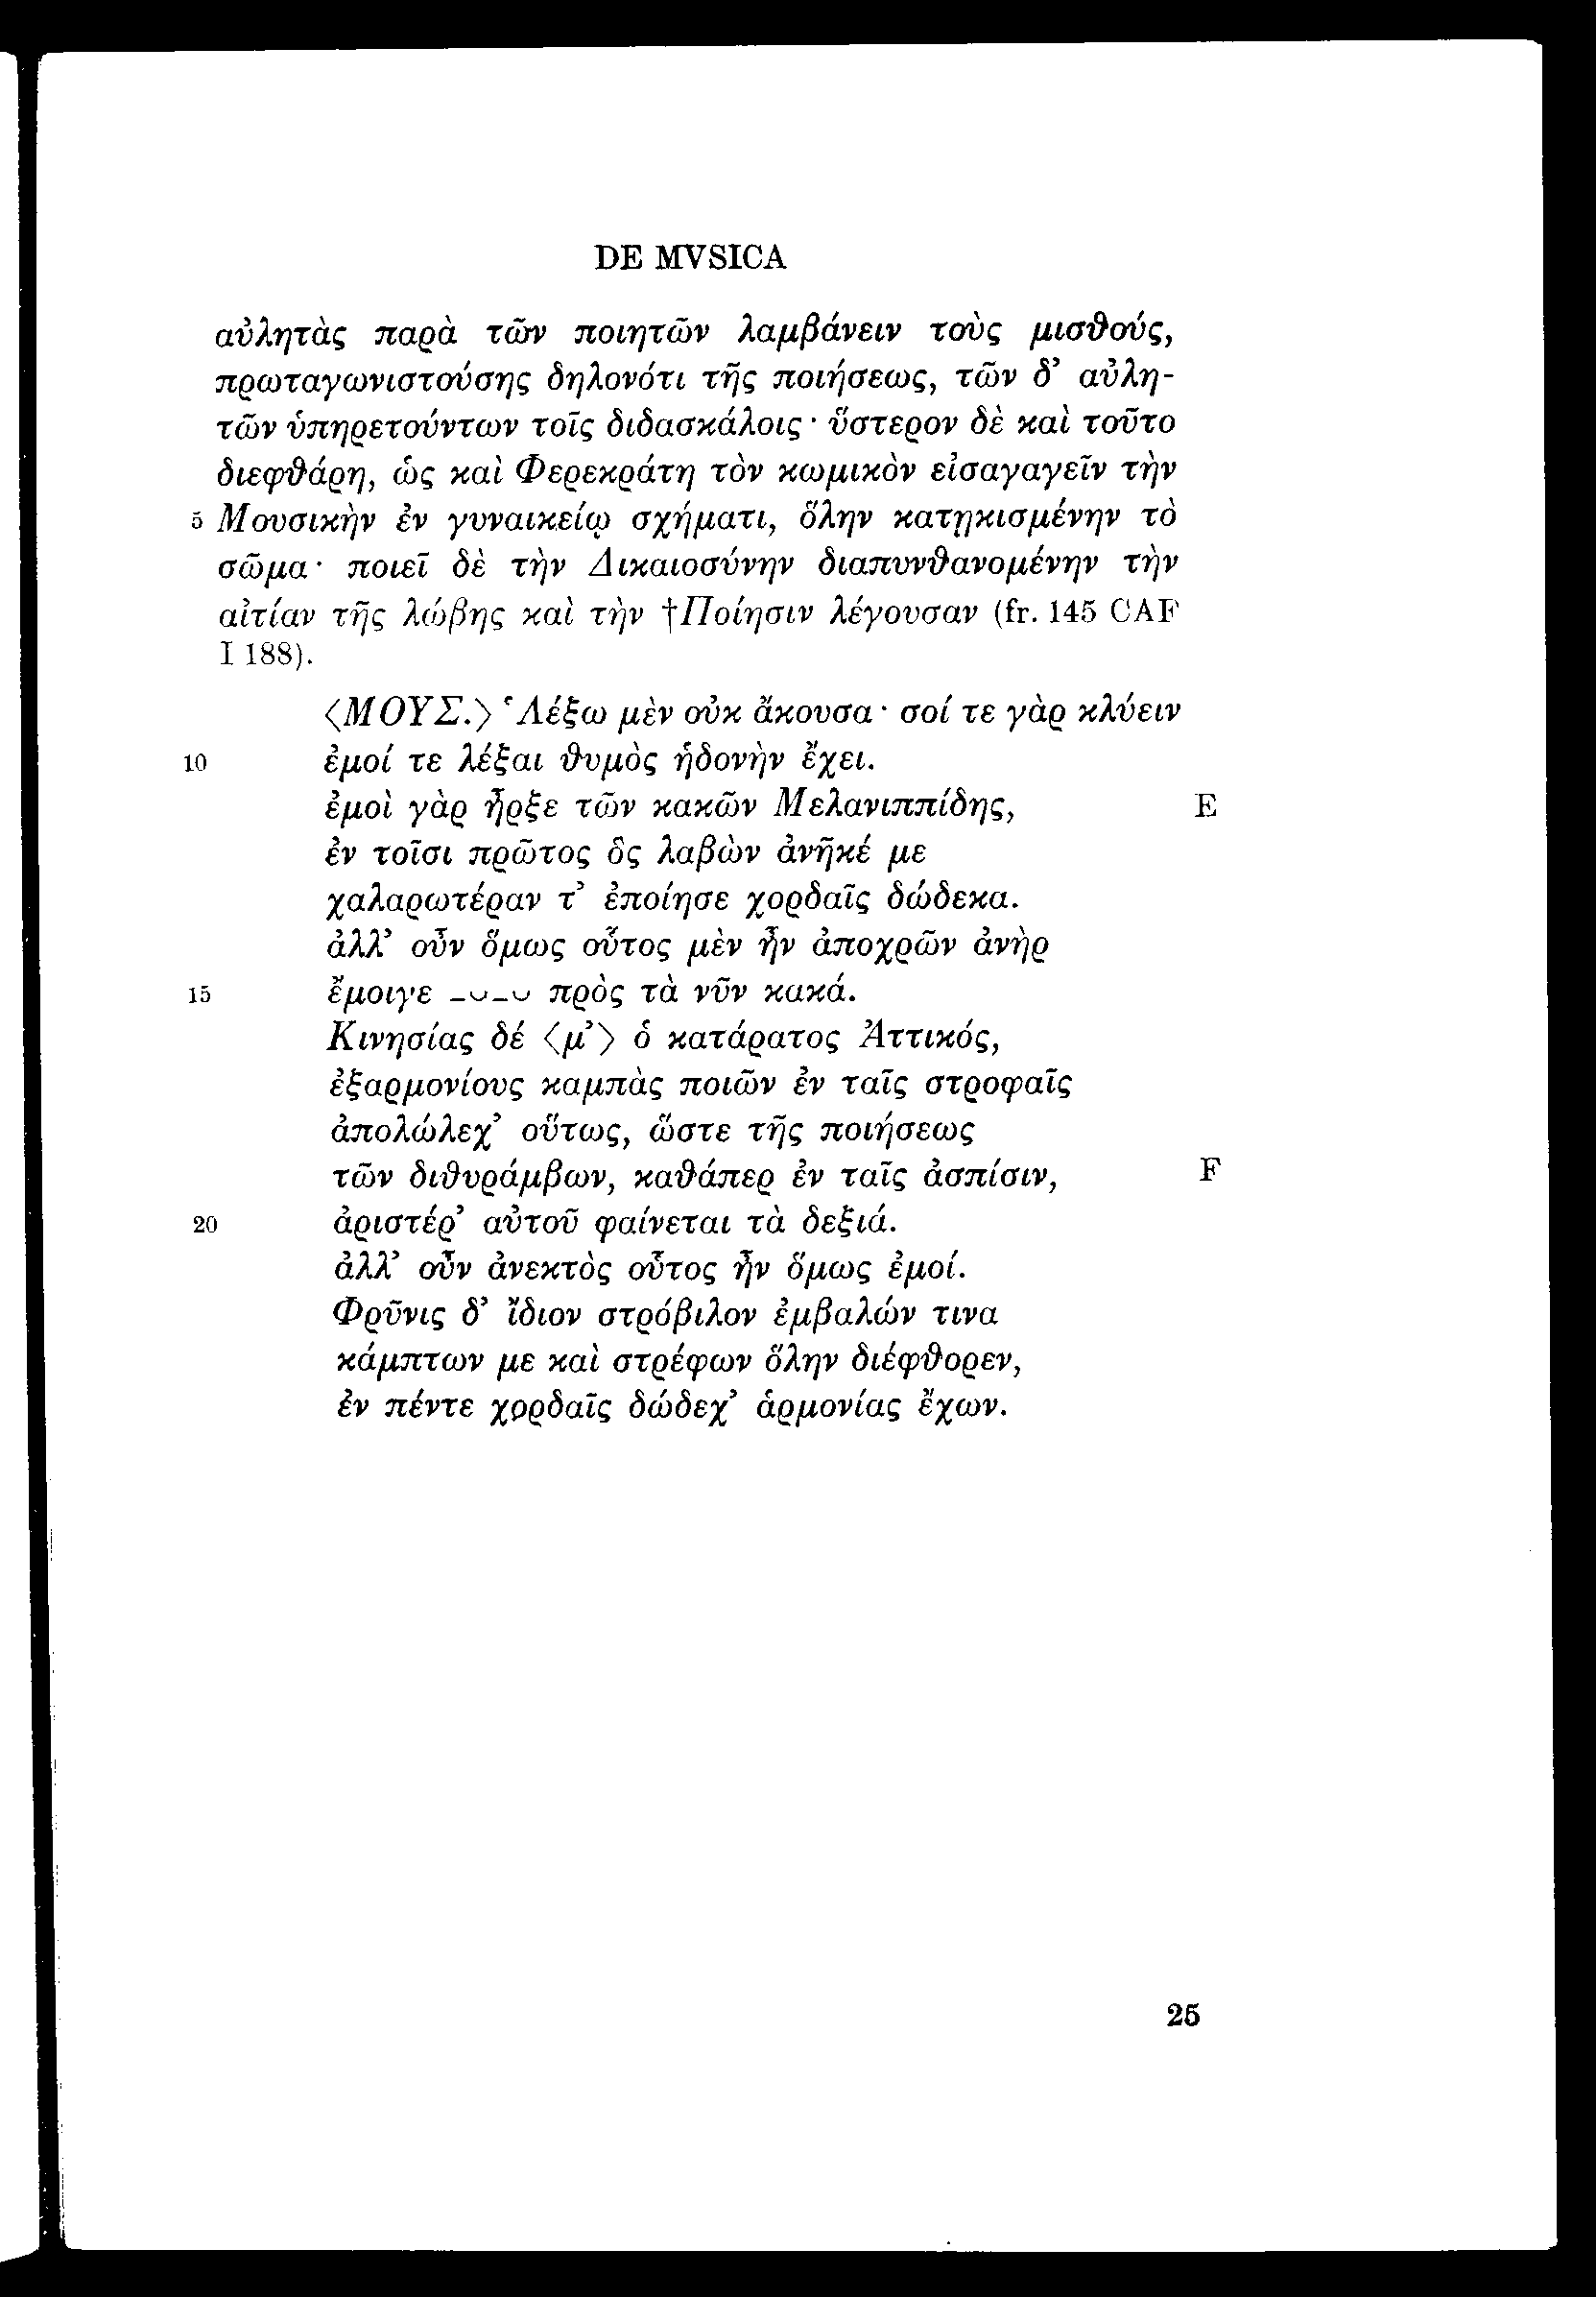 DE MVSICA
αὐλητὰς παρὰ τῶν ποιητῶν λαμβάνειν τοὺς μισϑούς,
πρωταγωνιστούσης δηλονότι τῆς ποιήσεως, τῶν δ’ αὐλη-
τῶν ὑπηρετούντων τοῖς διδασκάλοις· ὕστερον δὲ καὶ τοῦτο
διεφϑάρη, ὡς καὶ Φερεκράτη τὸν κωμικὸν εἰσαγαγεῖν τὴν
5 Μουσικὴν ἐν γυναικείῳ σχήματι, ὅλην κατῃκισμένην τὸ
σῶμα· ποιεῖ δὲ τὴν Δικαιοσύνην διαπυνϑανομένην τὴν
αἰτίαν τῆς λώβης καὶ τὴν †Ποίησιν λέγουσαν (fr. 145 CAF
I 188).
〈ΜΟΥΣ.〉 ‛Λέξω μὲν οὐκ ἄκουσα· σοί τε γὰρ κλύειν
10 ἐμοί τε λέξαι ϑυμὸς ἡδονὴν ἔχει.
ἐμοὶ γὰρ ἦρξε τῶν κακῶν Μελανιππίδης, E
ἐν τοῖσι πρῶτος ὃς λαβὼν ἀνῆκέ με
χαλαρωτέραν τ’ ἐποίησε χορδαῖς δώδεκα.
ἀλλ’ οὖν ὅμως οὗτος μὲν ἦν ἀποχρῶν ἀνὴρ
15 ἔμοιγε –⏑–⏑ πρὸς τὰ νῦν κακά.
Κινησίας δέ 〈μ’〉 ὁ κατάρατος Ἀττικός,
ἐξαρμονίους καμπὰς ποιῶν ἐν ταῖς στροφαῖς
ἀπολώλεχ’ οὕτως, ὥστε τῆς ποιήσεως
τῶν διϑυράμβων, καϑάπερ ἐν ταῖς ἀσπίσιν, F
20 ἀριστέρ’ αὐτοῦ φαίνεται τὰ δεξιά.
ἀλλ’ οὖν ἀνεκτὸς οὗτος ἦν ὅμως ἐμοί.
Φρῦνις δ’ ἴδιον στρόβιλον ἐμβαλών τινα
κάμπτων με καὶ στρέφων ὅλην διέφϑορεν,
ἐν πέντε χορδαῖς δώδεχ’ ἁρμονίας ἔχων.
25